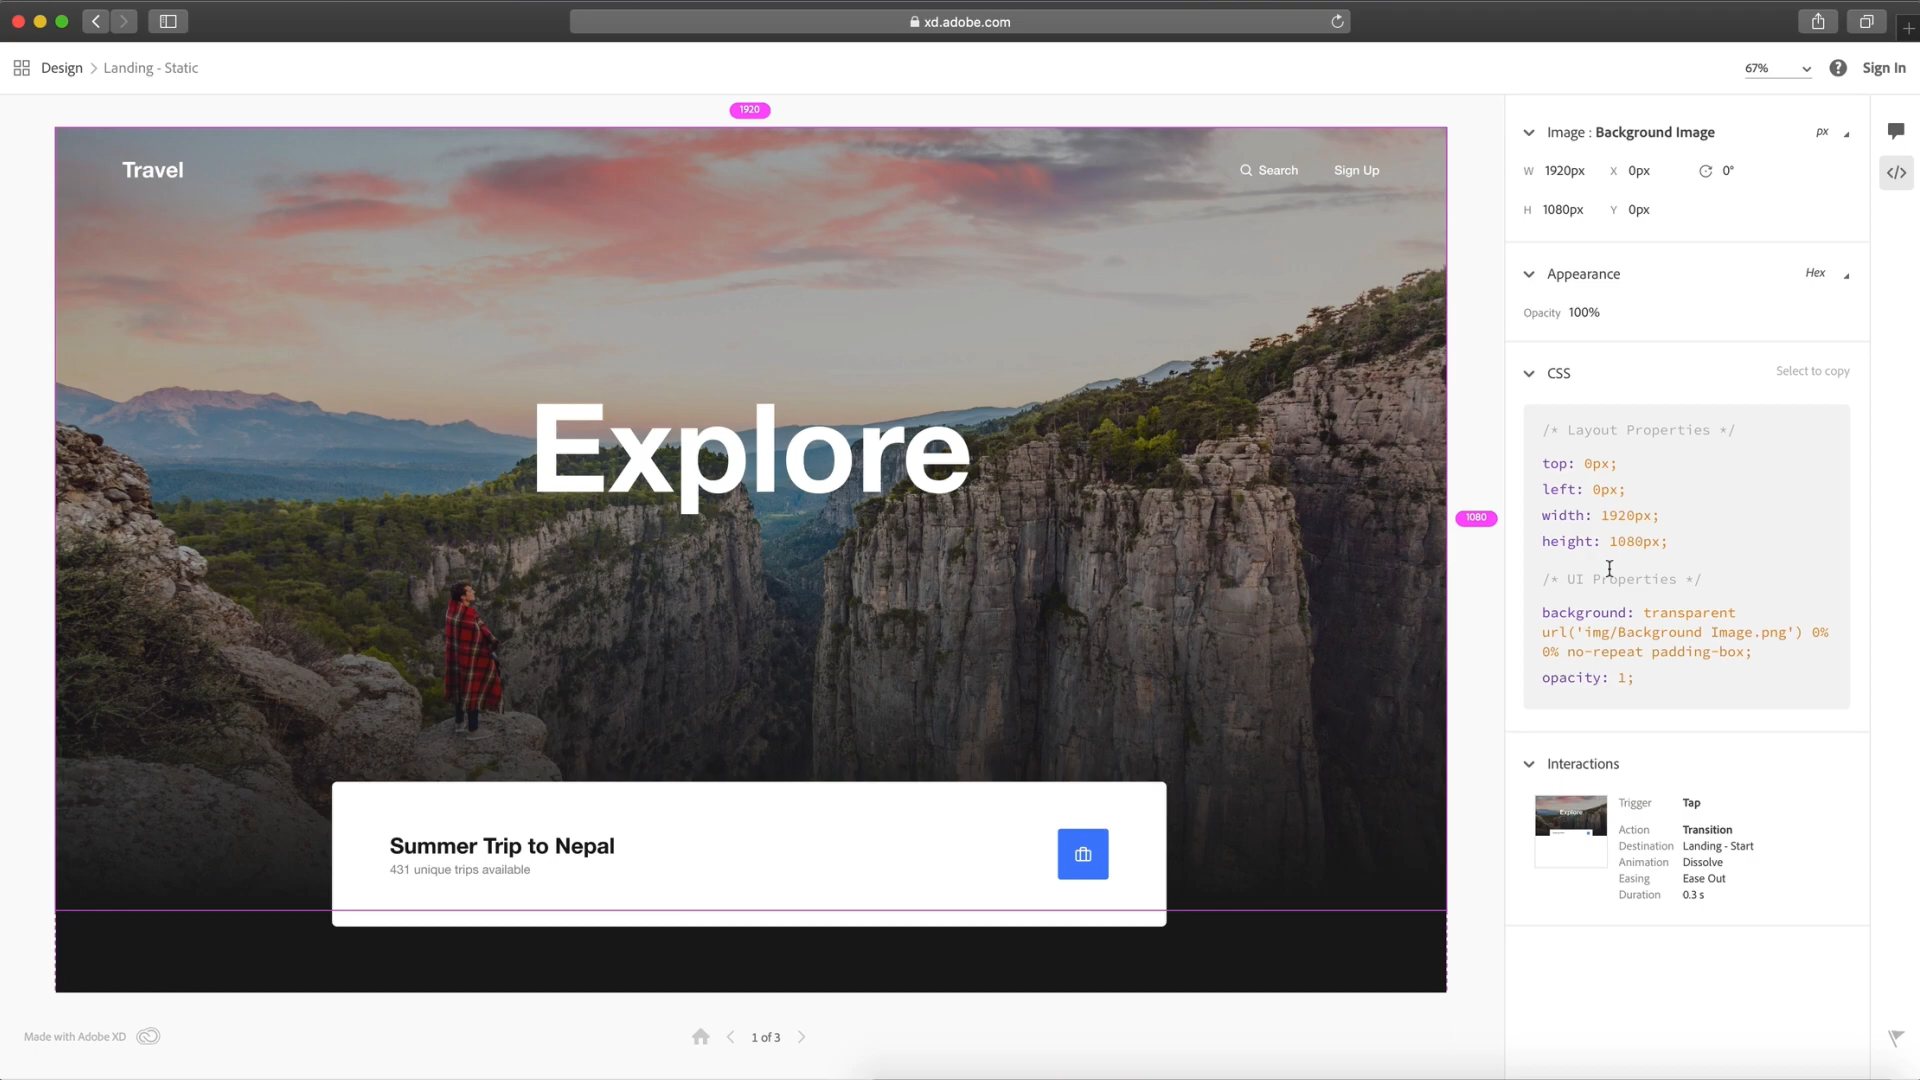 xd.adobe.com
Design > Landing - Static
67%
Sign In
1920
Travel
Search
Sign Up
Explore
1080
Summer Trip to Nepal
431 unique trips available
Made with Adobe XD
1 of 3
Image : Background Image px
W 1920px X 0px 0°
H 1080px Y 0px
Appearance Hex
Opacity 100%
CSS Select to copy
/* Layout Properties */
top: 0px;
left: 0px;
width: 1920px;
height: 1080px;
/* UI Properties */
background: transparent
url('img/Background Image.png') 0%
0% no-repeat padding-box;
opacity: 1;
Interactions
Explore
Trigger Tap
Action Transition
Destination Landing - Start
Animation Dissolve
Easing Ease Out
Duration 0.3 s